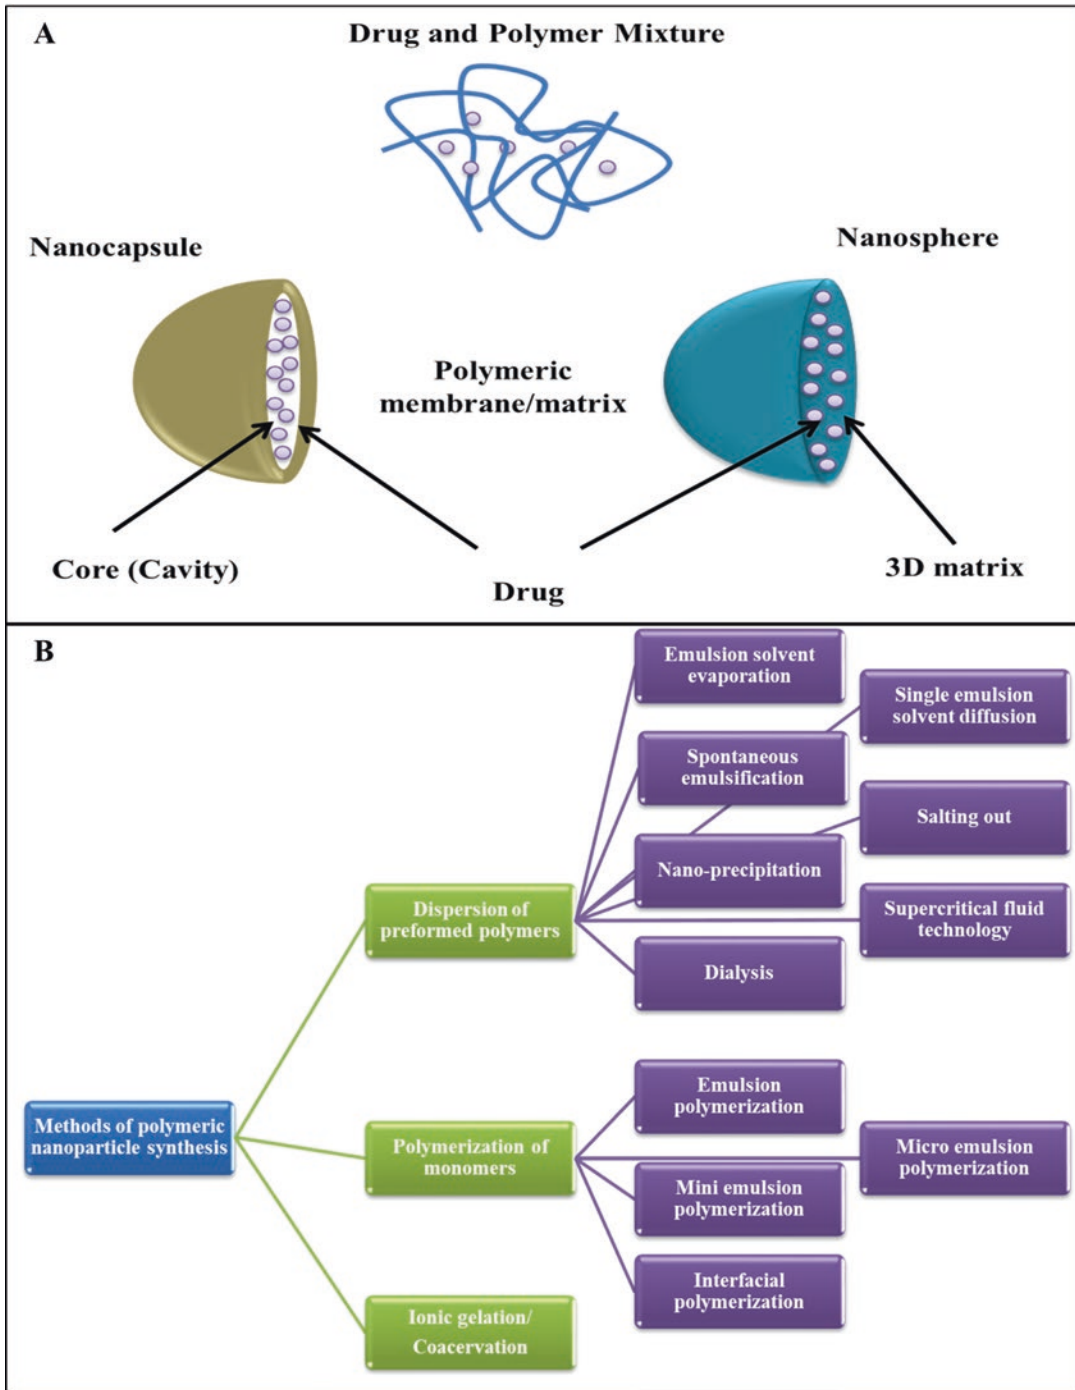 A
Drug and Polymer Mixture
Nanocapsule
Nanosphere
Polymeric
membrane/matrix
Core (Cavity)
Drug
3D matrix
B
Emulsion solvent
evaporation
Single emulsion
solvent diffusion
Spontaneous
emulsification
Salting out
Nano-precipitation
Dispersion of
preformed polymers
Supercritical fluid
technology
Dialysis
Methods of polymeric
nanoparticle synthesis
Emulsion
polymerization
Polymerization of
monomers
Micro emulsion
polymerization
Mini emulsion
polymerization
Interfacial
polymerization
Ionic gelation/
Coacervation